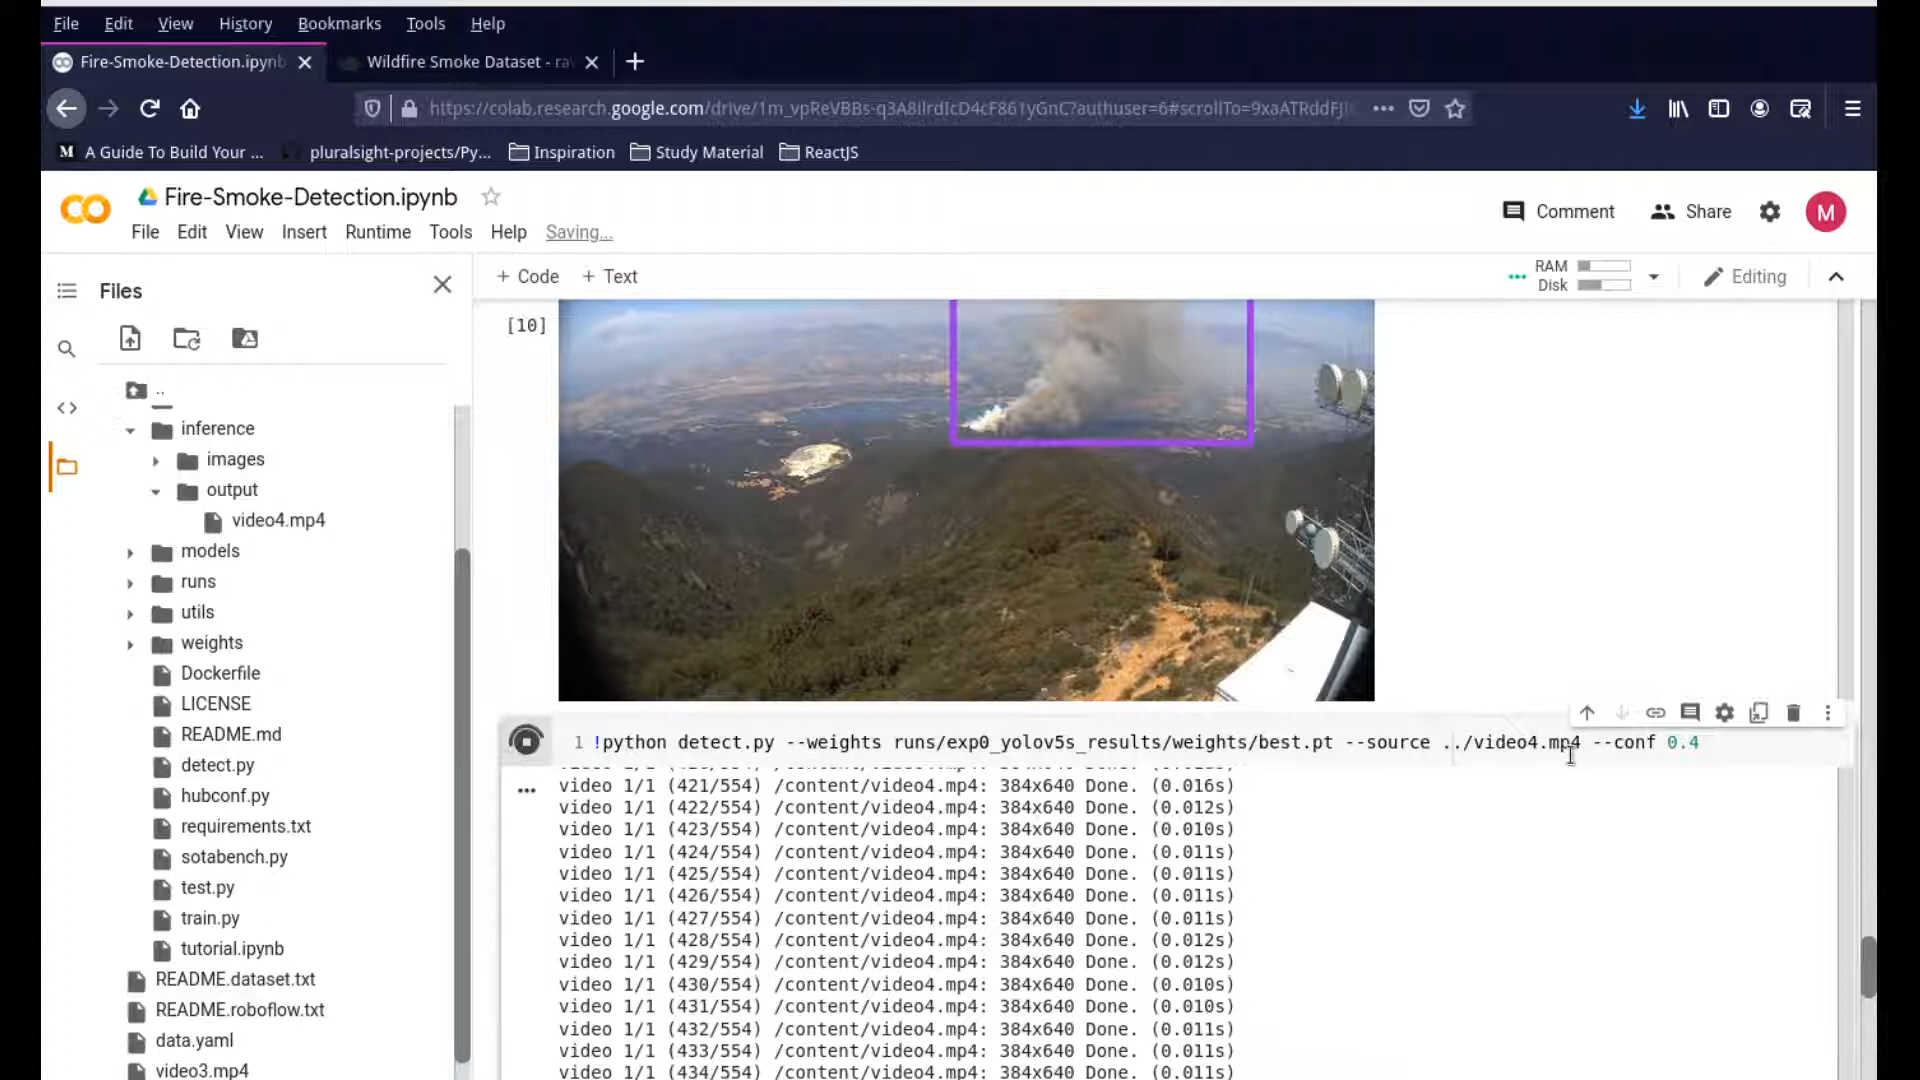 File Edit View History Bookmarks Tools Help
Fire-Smoke-Detection.ipynb
Wildfire Smoke Dataset - ra
https://colab.research.google.com/drive/
A Guide To Build Your ...
pluralsight-projects/Py...
Inspiration
Study Material
ReactJS
Fire-Smoke-Detection.ipynb
Comment
Share
M
File Edit View Insert Runtime Tools Help Saving...
Files
+ Code + Text
RAM
Disk
Editing
..
inference
images
output
video4.mp4
models
runs
utils
weights
Dockerfile
LICENSE
README.md
detect.py
hubconf.py
requirements.txt
sotabench.py
test.py
train.py
tutorial.ipynb
README.dataset.txt
README.roboflow.txt
data.yaml
video3.mp4
[10]
1 !python detect.py --weights runs/exp0_yolov5s_results/weights/best.pt --source ../video4.mp4 --conf 0.4
video 1/1 (421/554) /content/video4.mp4: 384x640 Done. (0.016s)
video 1/1 (422/554) /content/video4.mp4: 384x640 Done. (0.012s)
video 1/1 (423/554) /content/video4.mp4: 384x640 Done. (0.010s)
video 1/1 (424/554) /content/video4.mp4: 384x640 Done. (0.011s)
video 1/1 (425/554) /content/video4.mp4: 384x640 Done. (0.011s)
video 1/1 (426/554) /content/video4.mp4: 384x640 Done. (0.011s)
video 1/1 (427/554) /content/video4.mp4: 384x640 Done. (0.011s)
video 1/1 (428/554) /content/video4.mp4: 384x640 Done. (0.012s)
video 1/1 (429/554) /content/video4.mp4: 384x640 Done. (0.012s)
video 1/1 (430/554) /content/video4.mp4: 384x640 Done. (0.010s)
video 1/1 (431/554) /content/video4.mp4: 384x640 Done. (0.010s)
video 1/1 (432/554) /content/video4.mp4: 384x640 Done. (0.011s)
video 1/1 (433/554) /content/video4.mp4: 384x640 Done. (0.011s)
video 1/1 (434/554) /content/video4.mp4: 384x640 Done. (0.011s)